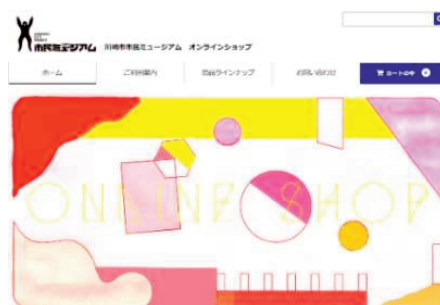 市民ミュージアム
川崎市市民ミュージアム オンラインショップ
ホーム
ご利用案内
商品ラインナップ
お問い合わせ
カートの中
ONLINE SHOP